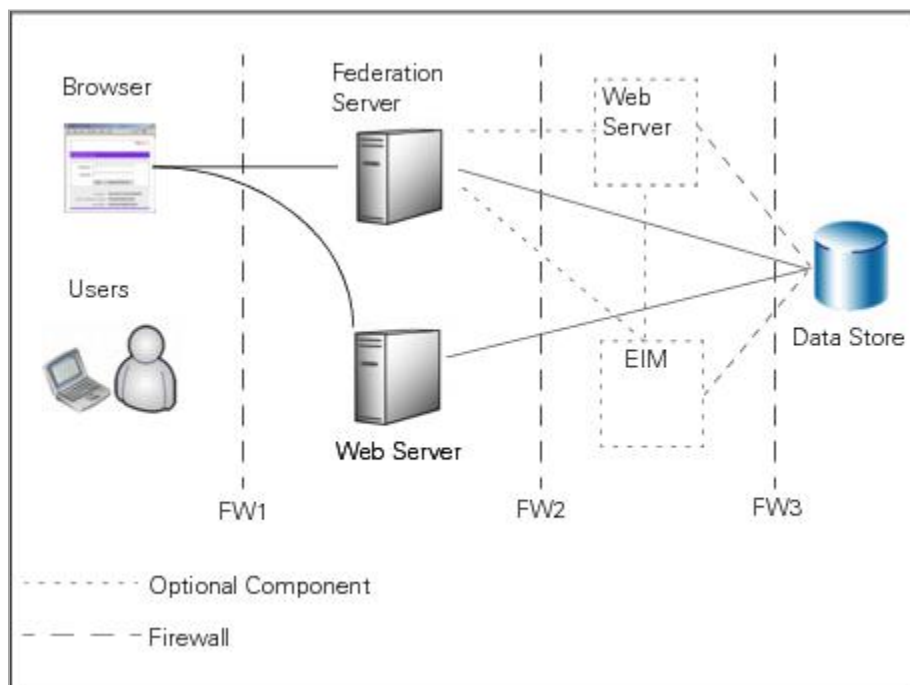 Browser
Federation
Server
Web
Server
Users
EIM
Data Store
Web Server
FW1
FW2
FW3
Optional Component
Firewall